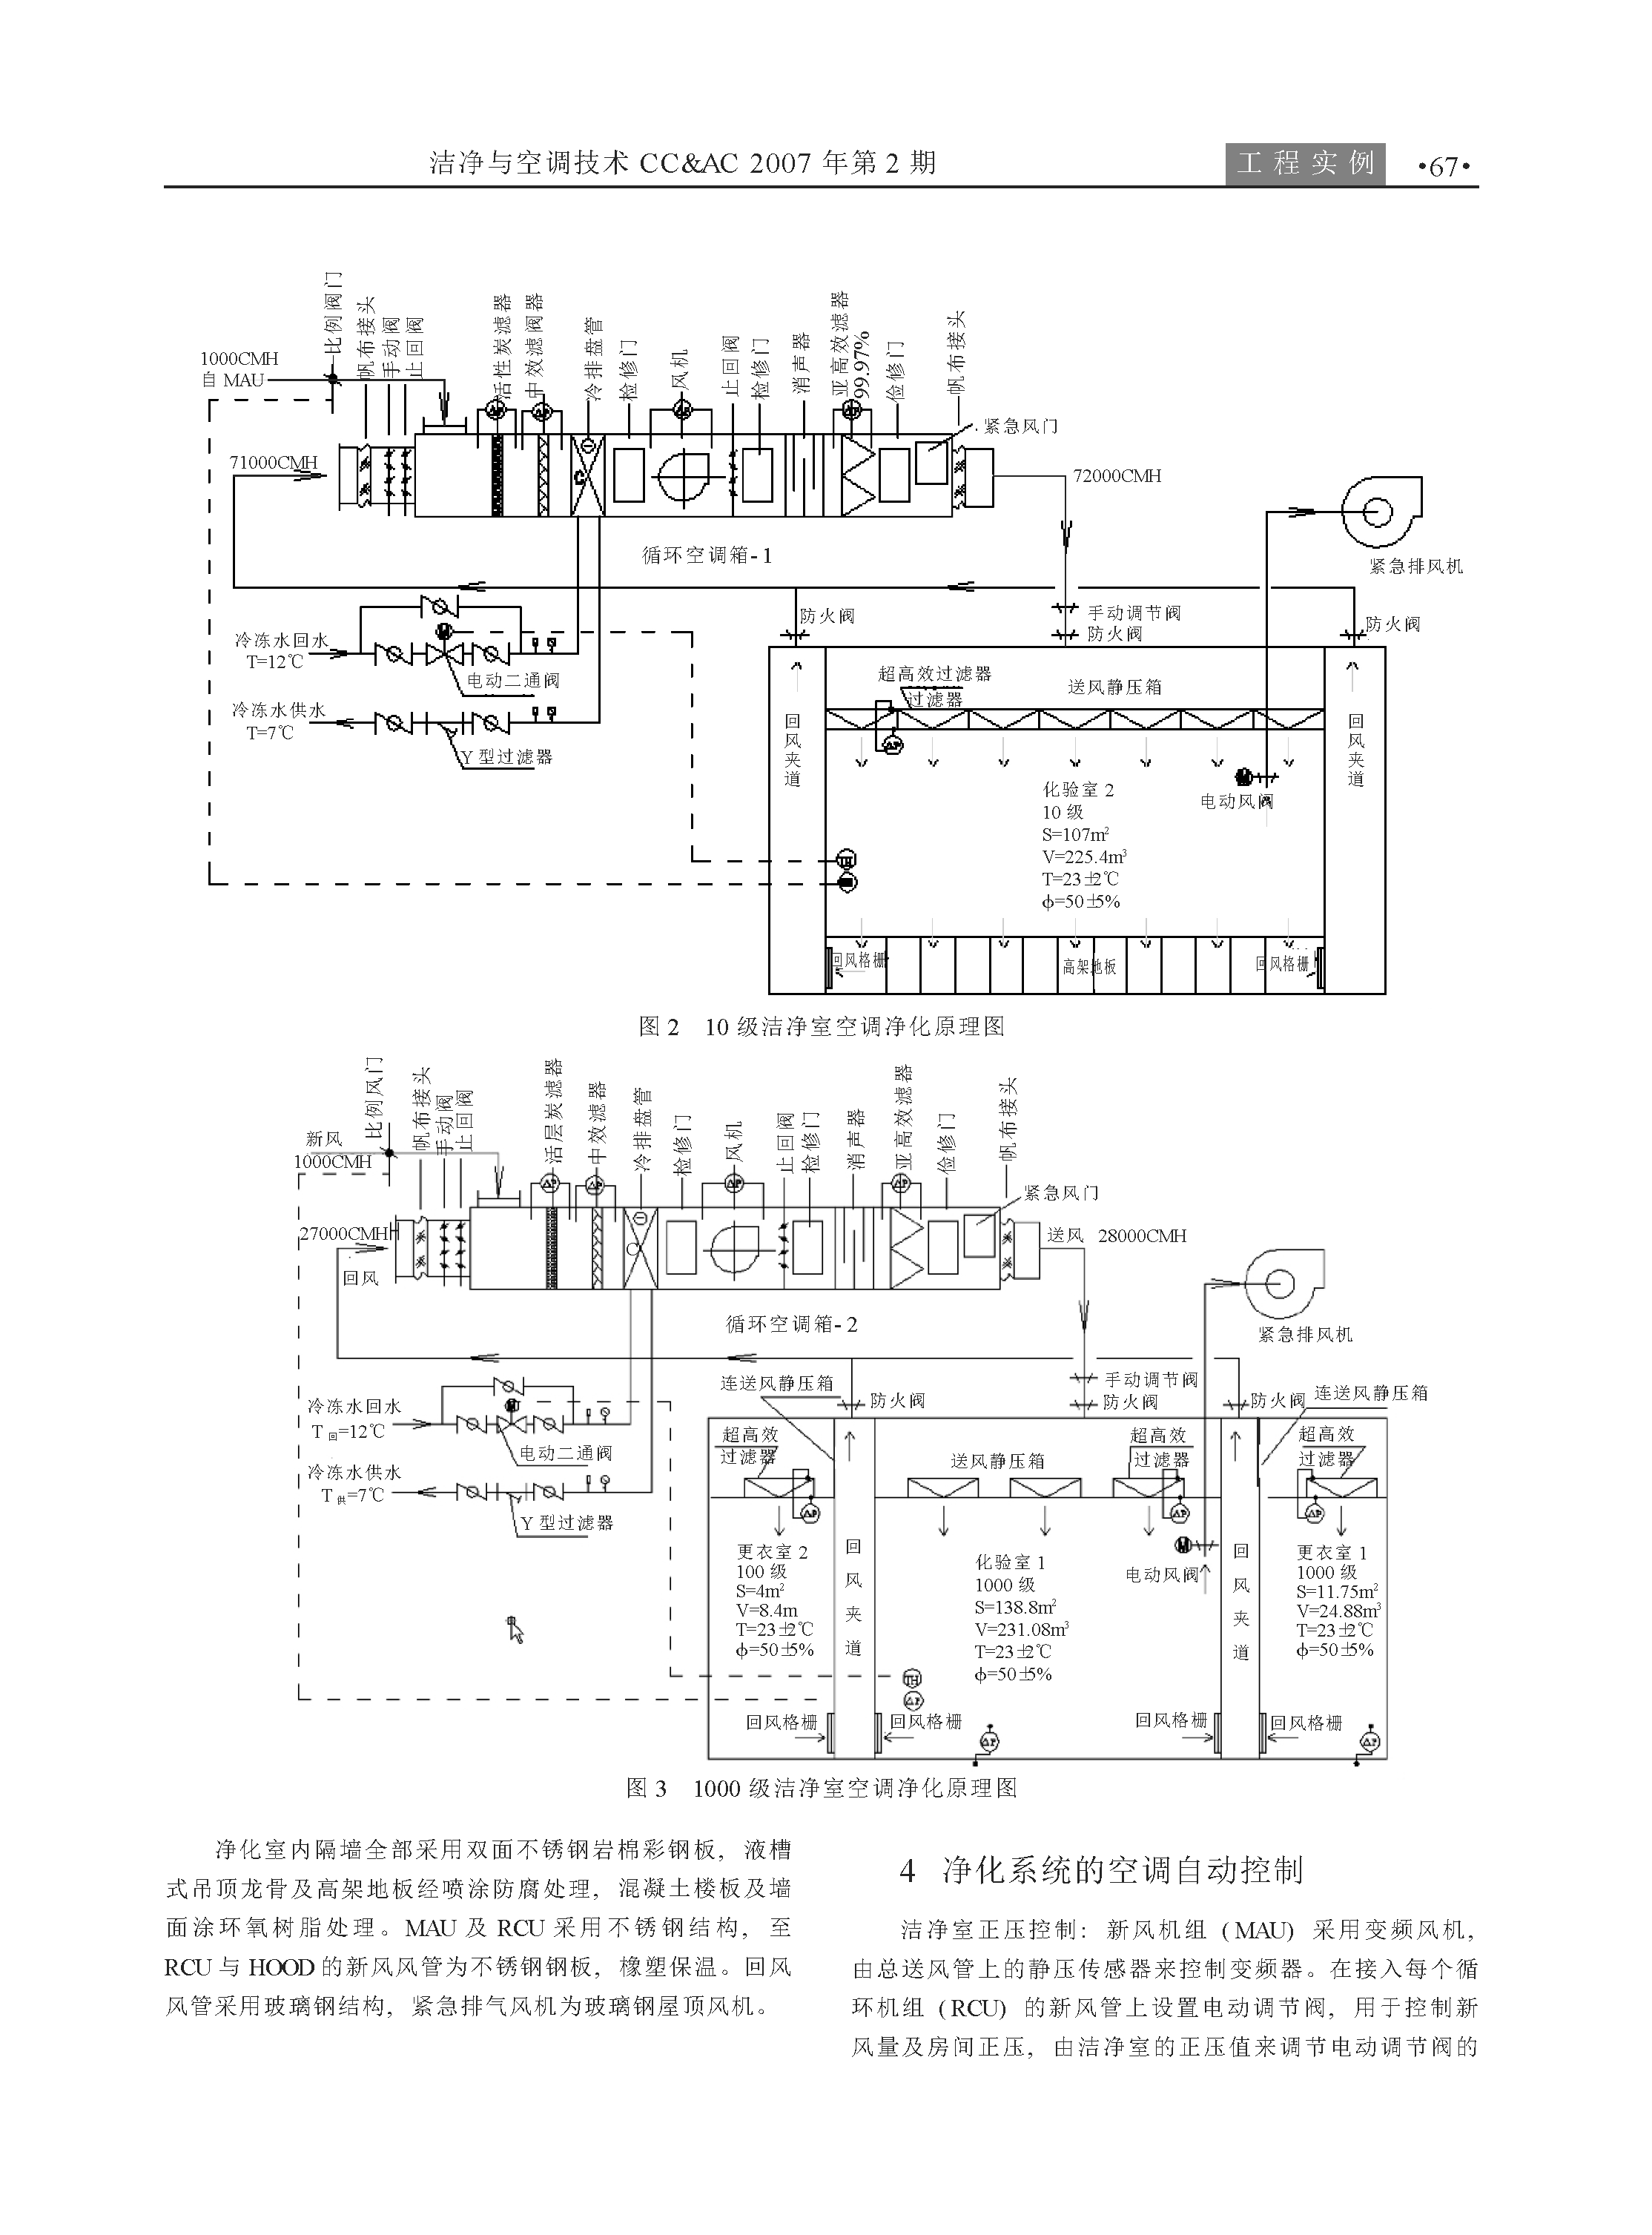 洁净与空调技术 CC&AC 2007 年第 2 期
工程实例
·67·
比例阀门
帆布接头
手动阀
止回阀
活性炭滤器
中效滤阀器
冷排盘管
检修门
风机
止回阀
检修门
消声器
亚高效滤器
99.97%
俭修门
帆布接头
1000CMH
自 MAU
紧急风门
71000CMH
72000CMH
循环空调箱-1
紧急排风机
防火阀
手动调节阀
防火阀
防火阀
冷冻水回水
T=12℃
电动二通阀
冷冻水供水
T=7℃
Y 型过滤器
超高效过滤器
过滤器
送风静压箱
回风夹道
回风夹道
化验室 2
10 级
S=107m²
V=225.4m³
T=23±2℃
ф=50±5%
电动风阀
TH
回风格栅
高架地板
回风格栅
图 2 10 级洁净室空调净化原理图
比例风门
帆布接头
手动阀
止回阀
活层炭滤器
中效滤器
冷排盘管
检修门
风机
止回阀
检修门
消声器
亚高效滤器
俭修门
帆布接头
新风
1000CMH
紧急风门
27000CMH
回风
送风 28000CMH
循环空调箱-2
紧急排风机
连送风静压箱
防火阀
手动调节阀
防火阀
防火阀
连送风静压箱
冷冻水回水
T回=12℃
电动二通阀
冷冻水供水
T供=7℃
Y 型过滤器
超高效
过滤器
送风静压箱
超高效
过滤器
超高效
过滤器
更衣室 2
100 级
S=4m²
V=8.4m
T=23±2℃
ф=50±5%
回风夹道
化验室 1
1000 级
S=138.8m²
V=231.08m³
T=23±2℃
ф=50±5%
电动风阀
回风夹道
更衣室 1
1000 级
S=11.75m²
V=24.88m³
T=23±2℃
ф=50±5%
TH
ΔP
回风格栅
回风格栅
回风格栅
回风格栅
图 3 1000 级洁净室空调净化原理图
净化室内隔墙全部采用双面不锈钢岩棉彩钢板，液槽
式吊顶龙骨及高架地板经喷涂防腐处理，混凝土楼板及墙
面涂环氧树脂处理。MAU 及 RCU 采用不锈钢结构，至
RCU 与 HOOD 的新风风管为不锈钢钢板，橡塑保温。回风
风管采用玻璃钢结构，紧急排气风机为玻璃钢屋顶风机。
4 净化系统的空调自动控制
洁净室正压控制：新风机组（MAU）采用变频风机，
由总送风管上的静压传感器来控制变频器。在接入每个循
环机组（RCU）的新风管上设置电动调节阀，用于控制新
风量及房间正压，由洁净室的正压值来调节电动调节阀的